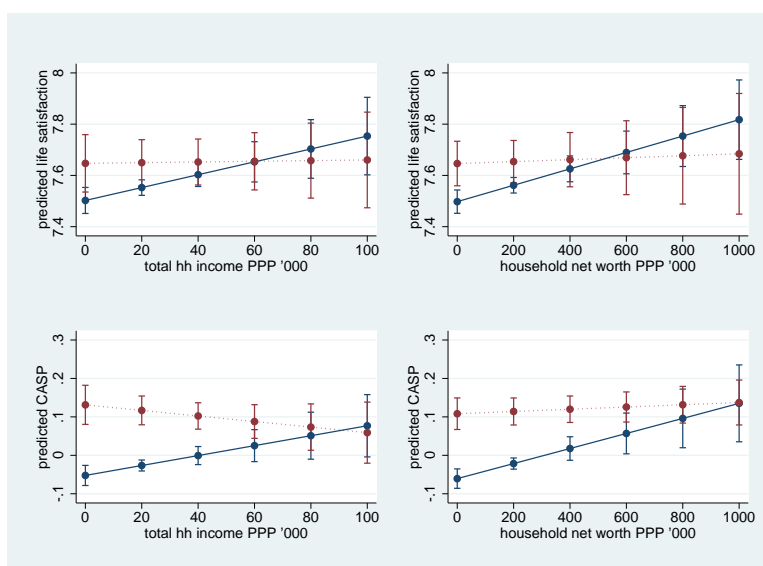 predicted life satisfaction
8
7.8
7.6
7.4
0 20 40 60 80 100
total hh income PPP '000
predicted life satisfaction
8
7.8
7.6
7.4
0 200 400 600 800 1000
household net worth PPP '000
predicted CASP
.3
.2
.1
0
-.1
0 20 40 60 80 100
total hh income PPP '000
predicted CASP
.3
.2
.1
0
-.1
0 200 400 600 800 1000
household net worth PPP '000